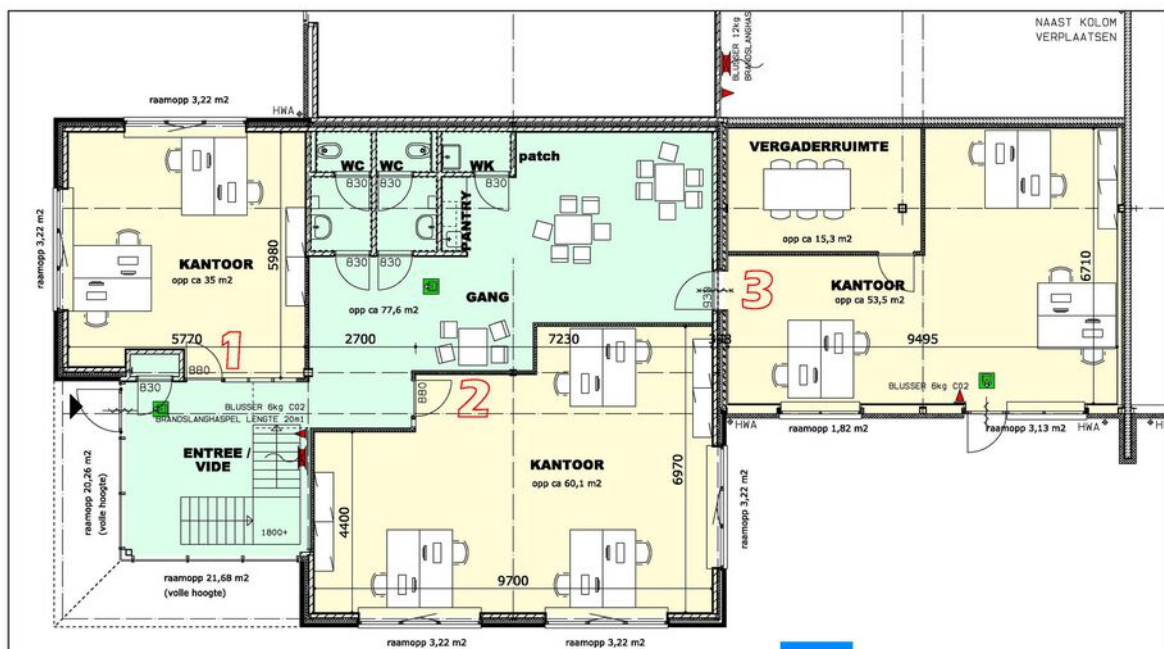 NAAST KOLOM
VERPLAATSEN
BLUSSER 12kg
BRANDSLANGHASPEL
raamopp 3,22 m2
HWA
WC
WC
WK
patch
830
830
830
VERGADERRUIMTE
PANTRY
raamopp 3,22 m2
5980
opp ca 15,3 m2
KANTOOR
opp ca 35 m2
830
830
GANG
opp ca 77,6 m2
930
3
KANTOOR
opp ca 53,5 m2
6710
5770
1
2700
7230
9495
880
830
880
2
BLUSSER 6kg CO2
BLUSSER 6kg CO2
BRANDSLANGHASPEL LENGTE 20m1
HWA
raamopp 1,82 m2
raamopp 3,13 m2
HWA
H
ENTREE /
VIDE
KANTOOR
opp ca 60,1 m2
6970
raamopp 20,26 m2
(volle hoogte)
4400
raamopp 3,22 m2
1800+
raamopp 21,68 m2
(volle hoogte)
9700
raamopp 3,22 m2
raamopp 3,22 m2